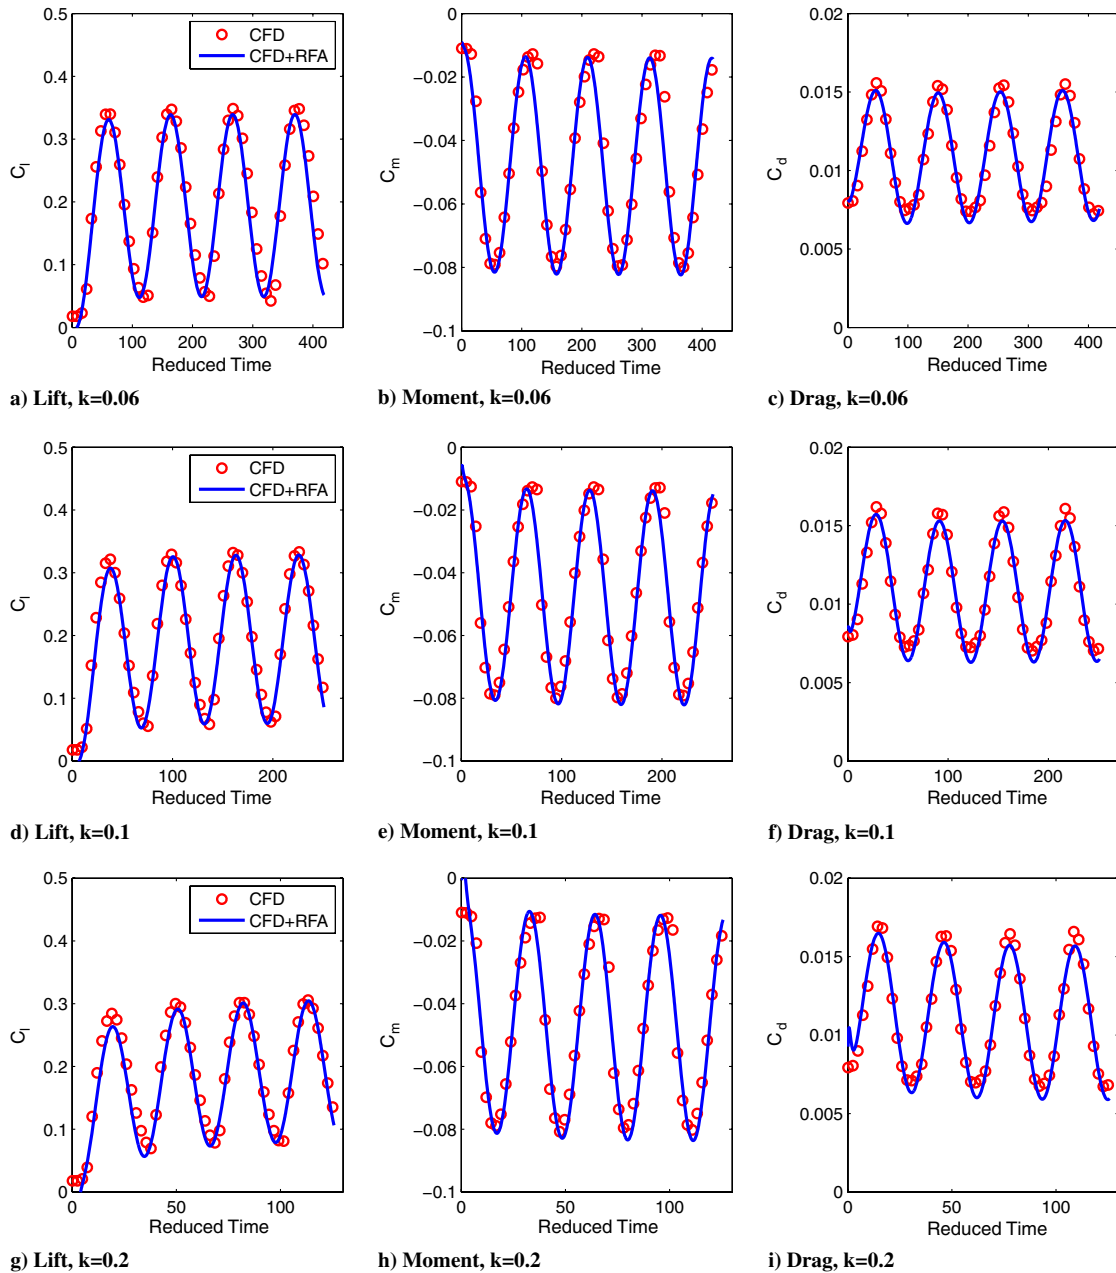 0.5
0.4
0.3
0.2
0.1
0
C_l
CFD
CFD+RFA
0 100 200 300 400
Reduced Time
a) Lift, k=0.06
0
−0.02
−0.04
−0.06
−0.08
−0.1
C_m
0 100 200 300 400
Reduced Time
b) Moment, k=0.06
0.02
0.015
0.01
0.005
0
C_d
0 100 200 300 400
Reduced Time
c) Drag, k=0.06
0.5
0.4
0.3
0.2
0.1
0
C_l
CFD
CFD+RFA
0 100 200
Reduced Time
d) Lift, k=0.1
0
−0.02
−0.04
−0.06
−0.08
−0.1
C_m
0 100 200
Reduced Time
e) Moment, k=0.1
0.02
0.015
0.01
0.005
0
C_d
0 100 200
Reduced Time
f) Drag, k=0.1
0.5
0.4
0.3
0.2
0.1
0
C_l
CFD
CFD+RFA
0 50 100
Reduced Time
g) Lift, k=0.2
0
−0.02
−0.04
−0.06
−0.08
−0.1
C_m
0 50 100
Reduced Time
h) Moment, k=0.2
0.02
0.015
0.01
0.005
0
C_d
0 50 100
Reduced Time
i) Drag, k=0.2